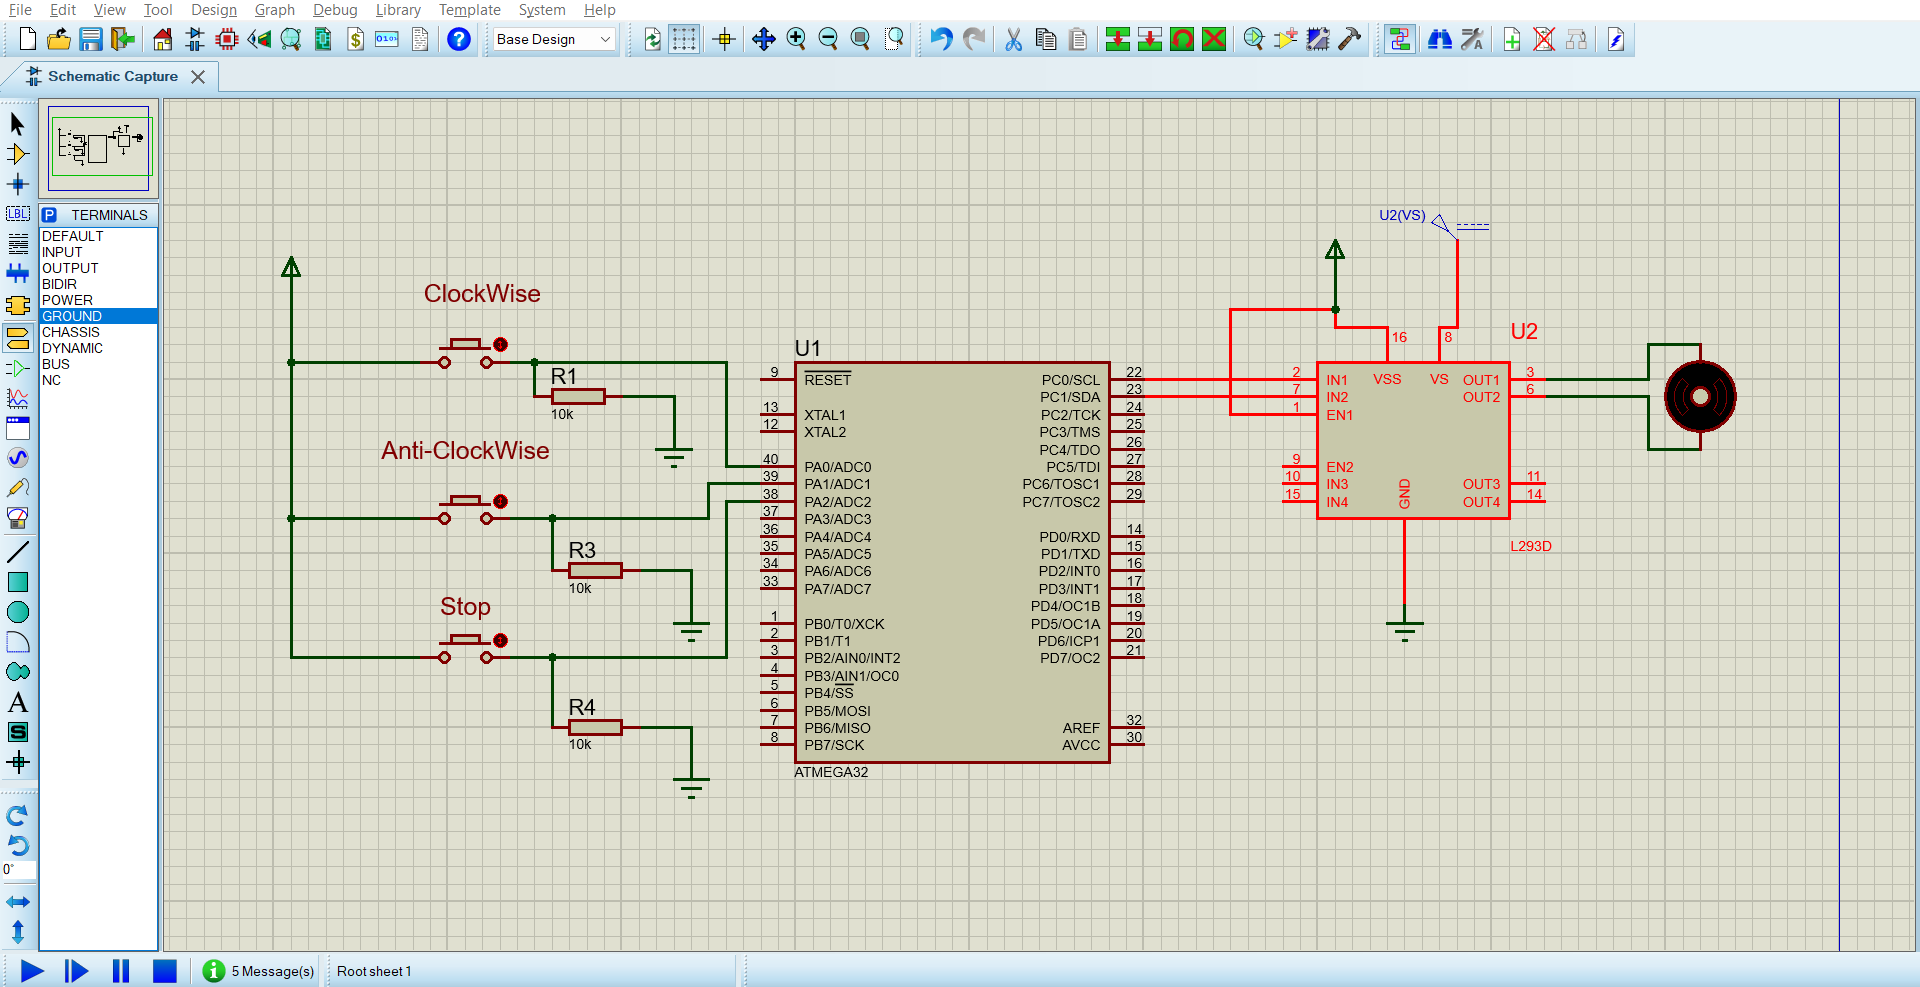 File Edit View Tool Design Graph Debug Library Template System Help
Base Design
Schematic Capture
P TERMINALS
DEFAULT
INPUT
OUTPUT
BIDIR
POWER
GROUND
CHASSIS
DYNAMIC
BUS
NC
LBL
A
S
0°
ClockWise
R1
10k
Anti-ClockWise
R3
10k
Stop
R4
10k
U1
9 RESET
13 XTAL1
12 XTAL2
40 PA0/ADC0
39 PA1/ADC1
38 PA2/ADC2
37 PA3/ADC3
36 PA4/ADC4
35 PA5/ADC5
34 PA6/ADC6
33 PA7/ADC7
1 PB0/T0/XCK
2 PB1/T1
3 PB2/AIN0/INT2
4 PB3/AIN1/OC0
5 PB4/SS
6 PB5/MOSI
7 PB6/MISO
8 PB7/SCK
PC0/SCL 22
PC1/SDA 23
PC2/TCK 24
PC3/TMS 25
PC4/TDO 26
PC5/TDI 27
PC6/TOSC1 28
PC7/TOSC2 29
PD0/RXD 14
PD1/TXD 15
PD2/INT0 16
PD3/INT1 17
PD4/OC1B 18
PD5/OC1A 19
PD6/ICP1 20
PD7/OC2 21
AREF 32
AVCC 30
ATMEGA32
U2(VS)
U2
16 8
2 IN1 VSS VS OUT1 3
7 IN2 OUT2 6
1 EN1
9 EN2
10 IN3 OUT3 11
15 IN4 OUT4 14
GND
L293D
5 Message(s) Root sheet 1